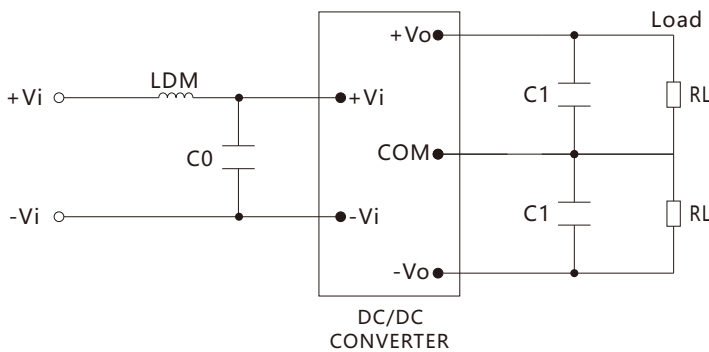 Load
+Vo
LDM
+Vi
+Vi
C1
RL
C0
COM
C1
RL
-Vi
-Vi
-Vo
DC/DC
CONVERTER